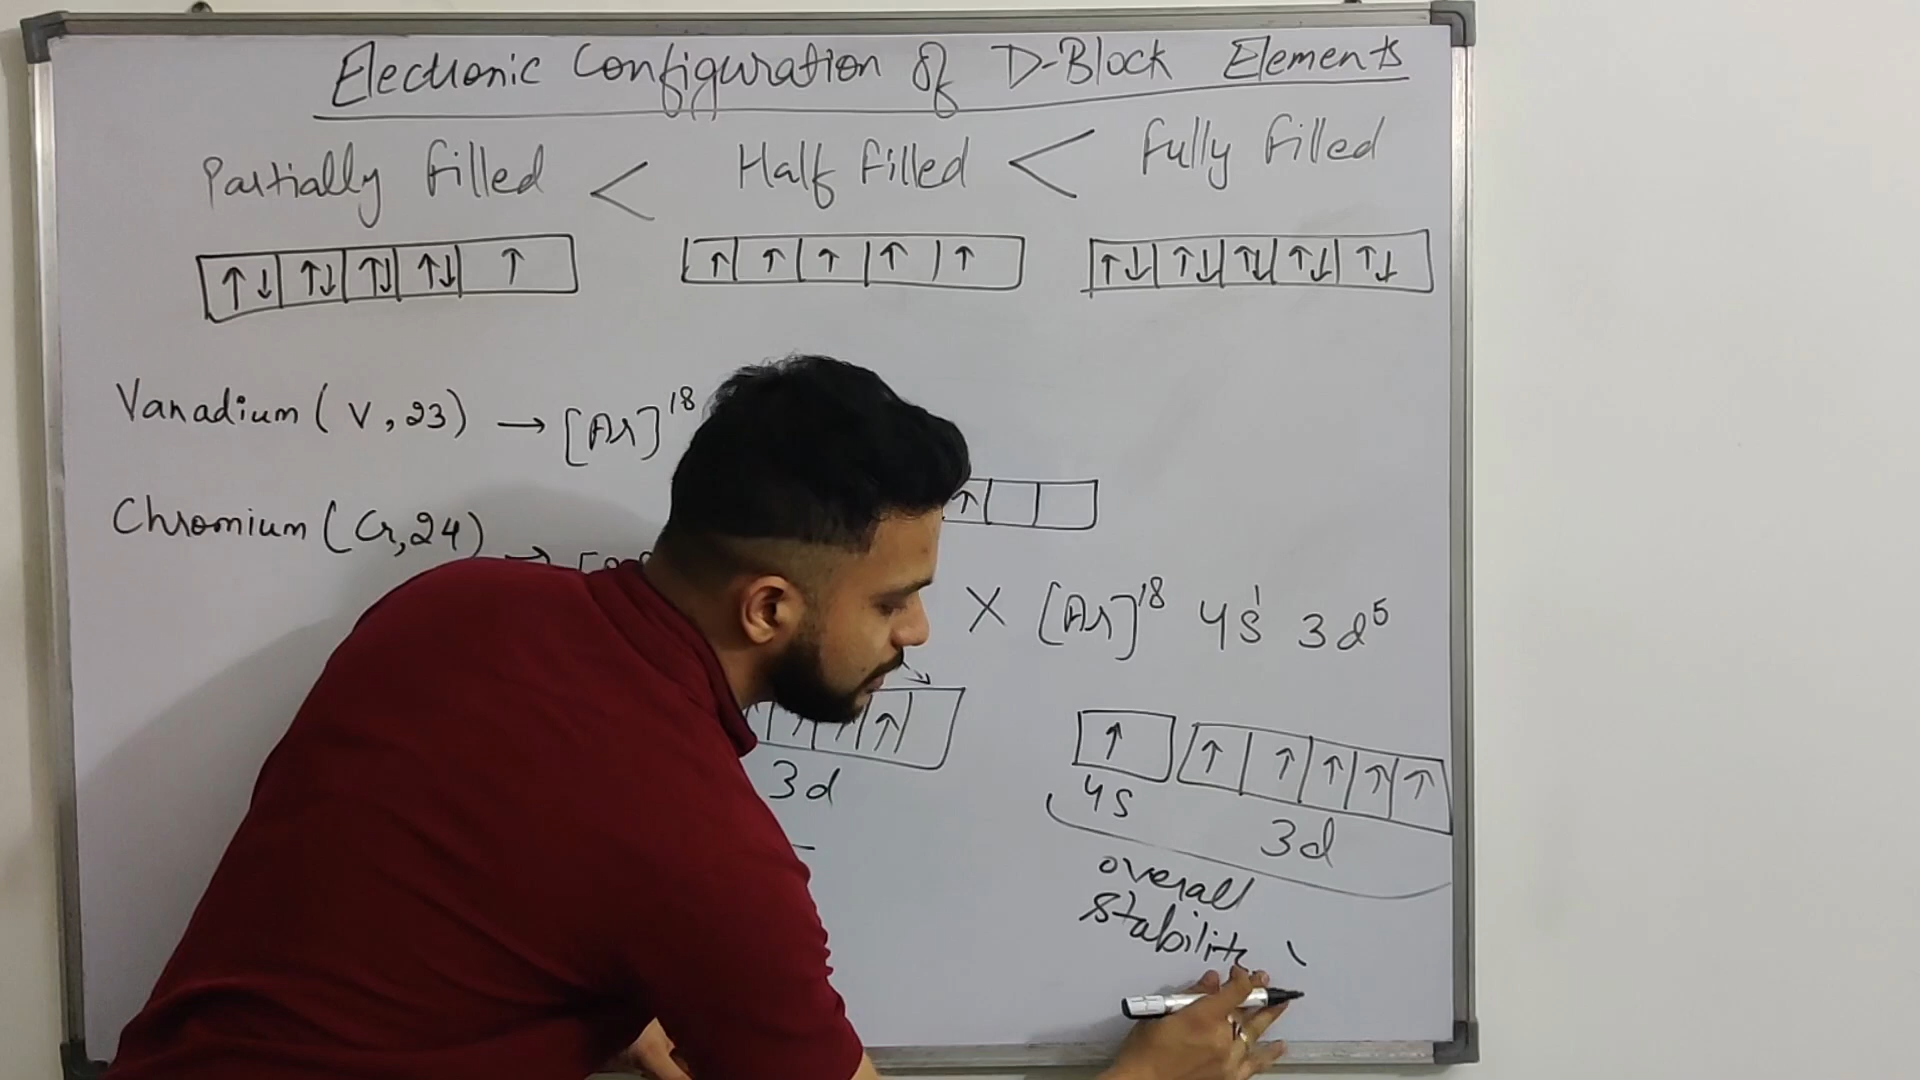 Electronic Configuration of D-Block Elements
Partially filled < Half filled < fully filled
↑↓ ↑↓ ↑↓ ↑↓ ↑ ↑ ↑ ↑ ↑ ↑ ↑↓ ↑↓ ↑↓ ↑↓ ↑↓
Vanadium (V, 23) → [Ar]¹⁸
↑
Chromium (Cr, 24) →
X [Ar]¹⁸ 4s¹ 3d⁵
↑ ↑ ↑ ↑ ↑ ↑
3d
4s 3d
overall